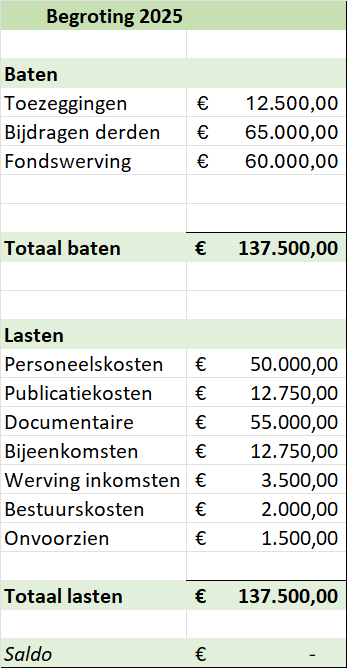 Begroting 2025
Baten
Toezeggingen € 12.500,00
Bijdragen derden € 65.000,00
Fondswerving € 60.000,00
Totaal baten € 137.500,00
Lasten
Personeelskosten € 50.000,00
Publicatiekosten € 12.750,00
Documentaire € 55.000,00
Bijeenkomsten € 12.750,00
Werving inkomsten € 3.500,00
Bestuurskosten € 2.000,00
Onvoorzien € 1.500,00
Totaal lasten € 137.500,00
Saldo € -